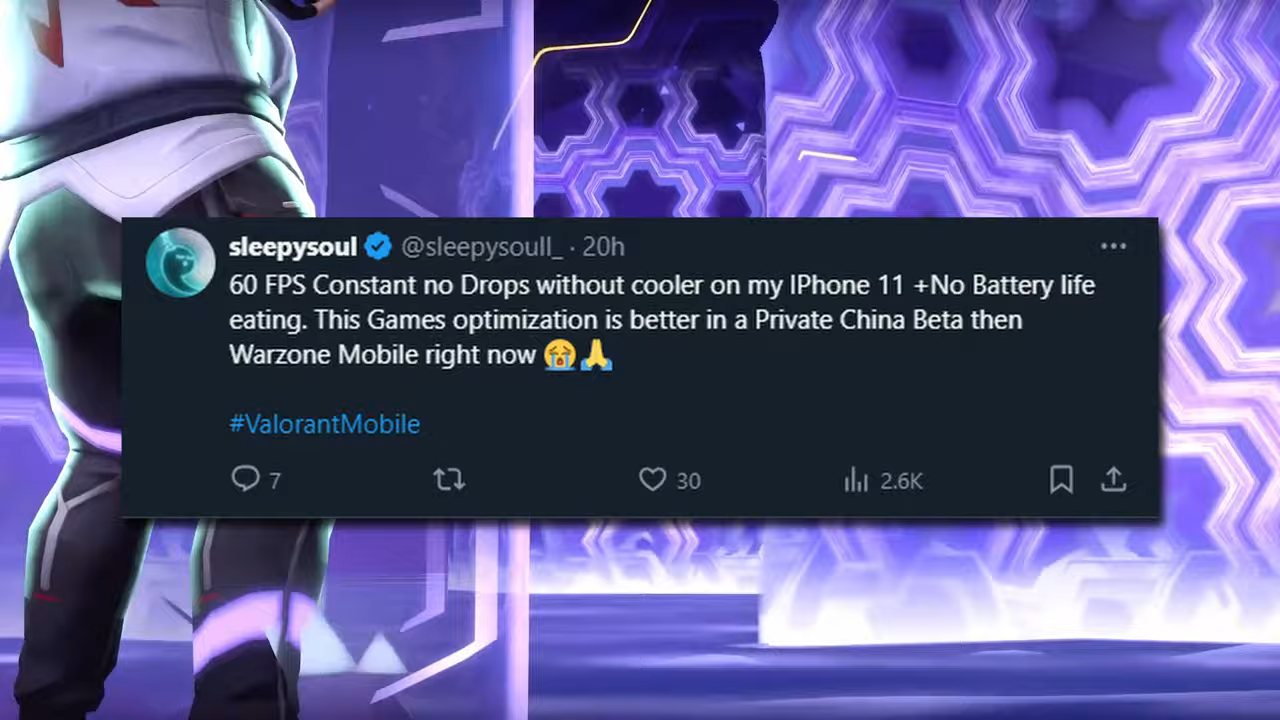 sleepysoul @sleepysoull_ · 20h
60 FPS Constant no Drops without cooler on my IPhone 11 +No Battery life
eating. This Games optimization is better in a Private China Beta then
Warzone Mobile right now 😭🙏
#ValorantMobile
7 30 2.6K